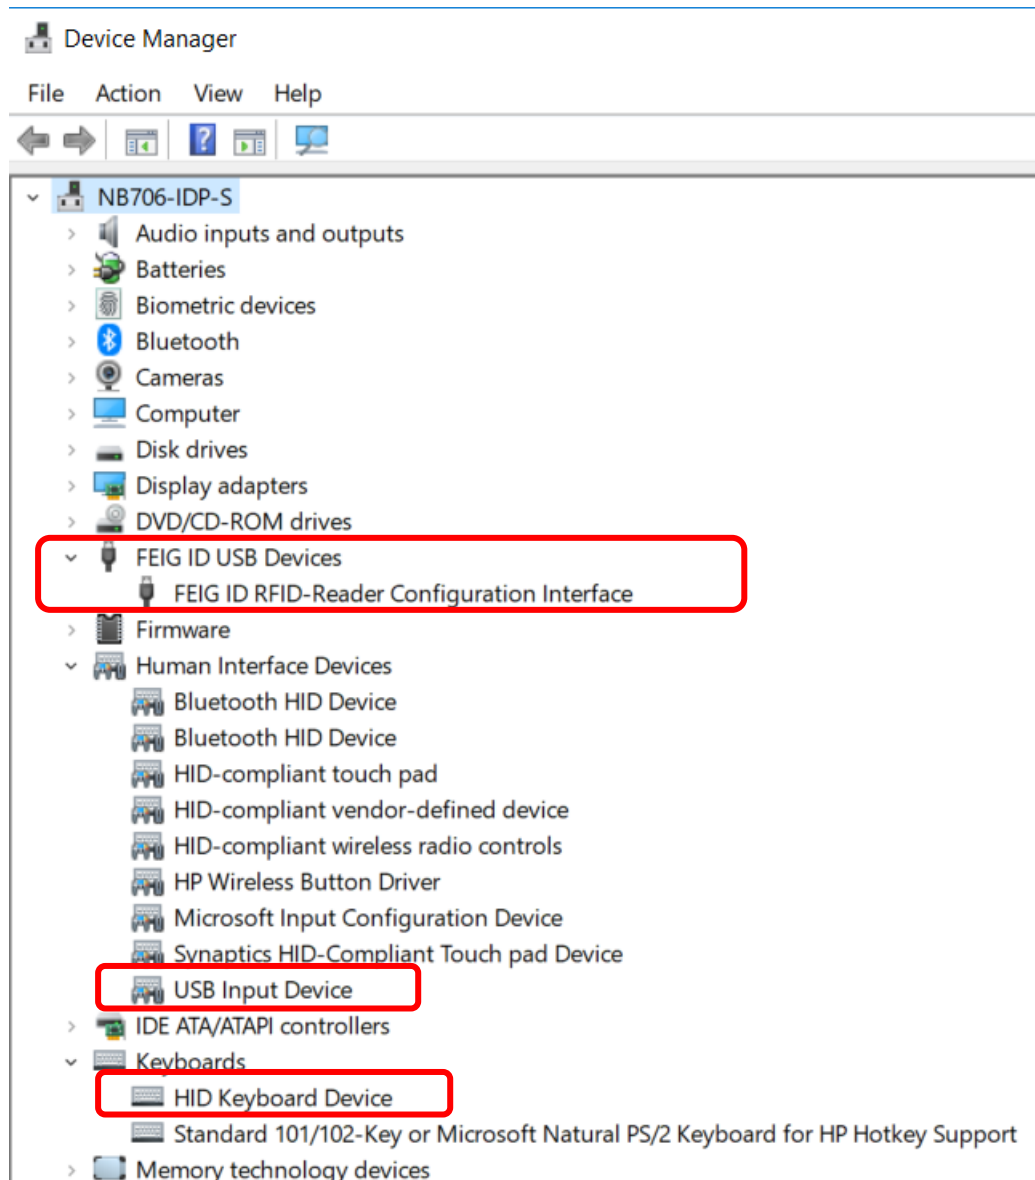 Device Manager
File Action View Help
?
NB706-IDP-S
Audio inputs and outputs
Batteries
Biometric devices
Bluetooth
Cameras
Computer
Disk drives
Display adapters
DVD/CD-ROM drives
FEIG ID USB Devices
FEIG ID RFID-Reader Configuration Interface
Firmware
Human Interface Devices
Bluetooth HID Device
Bluetooth HID Device
HID-compliant touch pad
HID-compliant vendor-defined device
HID-compliant wireless radio controls
HP Wireless Button Driver
Microsoft Input Configuration Device
Synaptics HID-Compliant Touch pad Device
USB Input Device
IDE ATA/ATAPI controllers
Keyboards
HID Keyboard Device
Standard 101/102-Key or Microsoft Natural PS/2 Keyboard for HP Hotkey Support
Memory technology devices